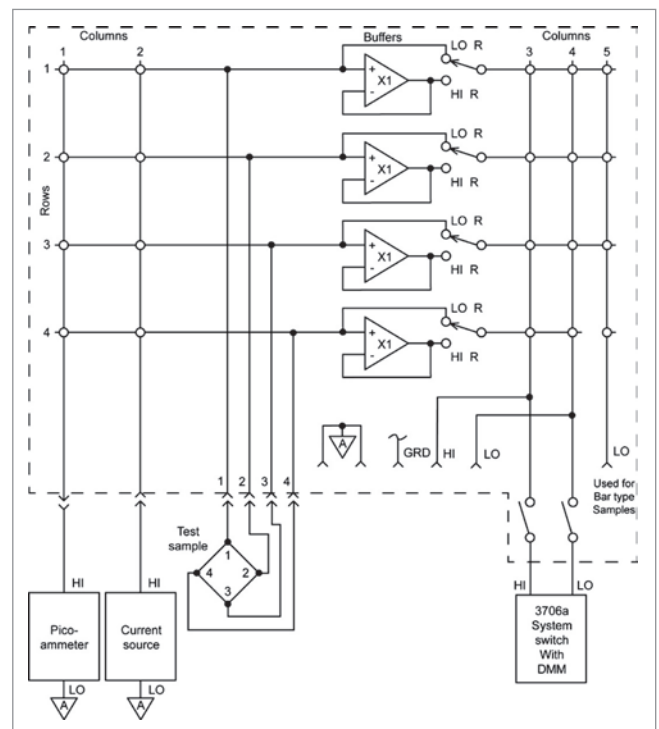 Columns Buffers Columns
1 2 3 4 5
LO R
1 + X1 -
HI R
LO R
2 + X1 -
HI R
Rows
LO R
3 + X1 -
HI R
LO R
4 + X1 -
HI R
A GRD HI LO LO
Used for
Bar type
Samples
1 2 3 4
Test
sample
1
4 2
3
HI HI HI LO
Pico-
ammeter
Current
source
3706a
System
switch
With
DMM
LO LO
A A